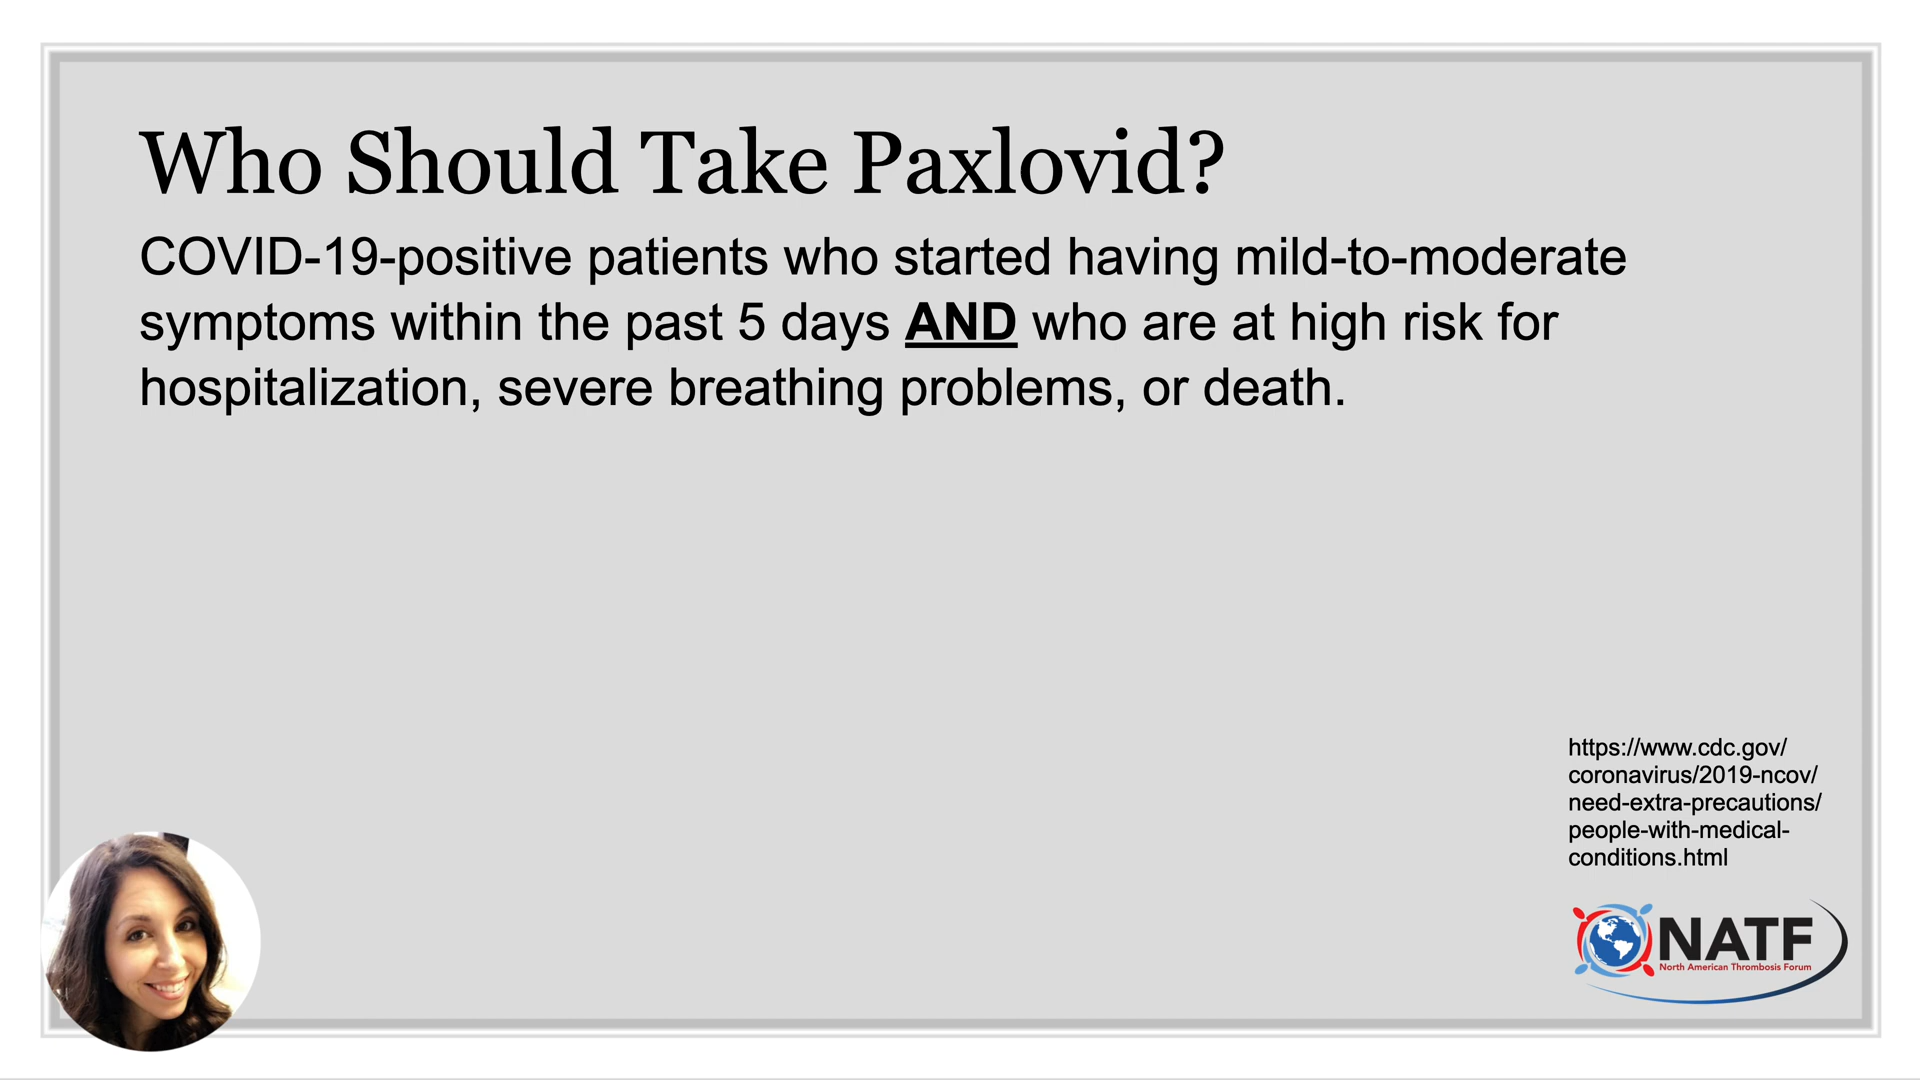 Who Should Take Paxlovid?
COVID-19-positive patients who started having mild-to-moderate
symptoms within the past 5 days AND who are at high risk for
hospitalization, severe breathing problems, or death.
https://www.cdc.gov/
coronavirus/2019-ncov/
need-extra-precautions/
people-with-medical-
conditions.html
NATF
North American Thrombosis Forum